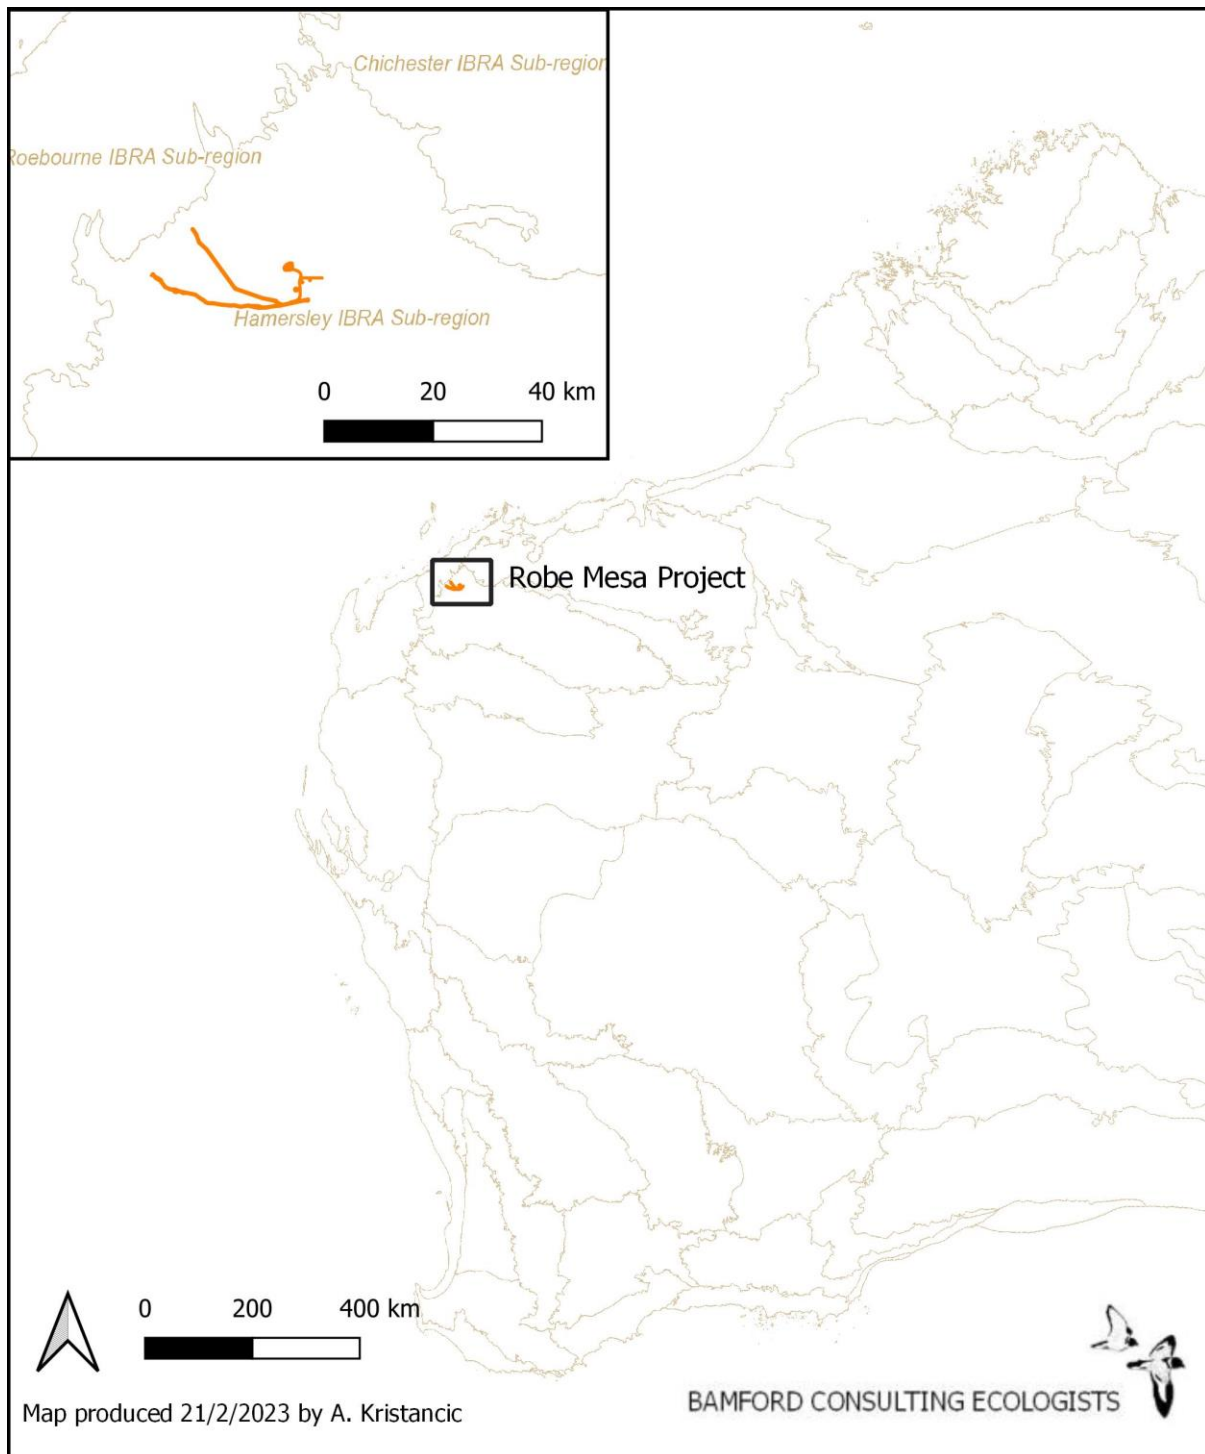 Chichester IBRA Sub-region
Roebourne IBRA Sub-region
Hamersley IBRA Sub-region
0 20 40 km
Robe Mesa Project
0 200 400 km
Map produced 21/2/2023 by A. Kristancic
BAMFORD CONSULTING ECOLOGISTS